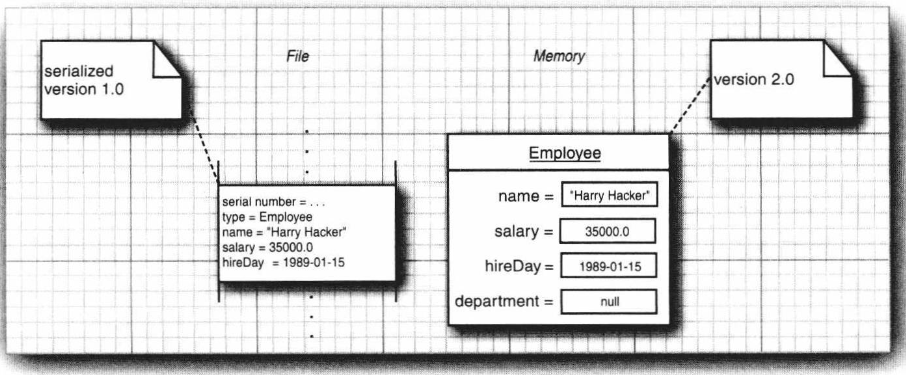 serialized
version 1.0
File
Memory
version 2.0
serial number = . . .
type = Employee
name = "Harry Hacker"
salary = 35000.0
hireDay = 1989-01-15
Employee
name = "Harry Hacker"
salary = 35000.0
hireDay = 1989-01-15
department = null